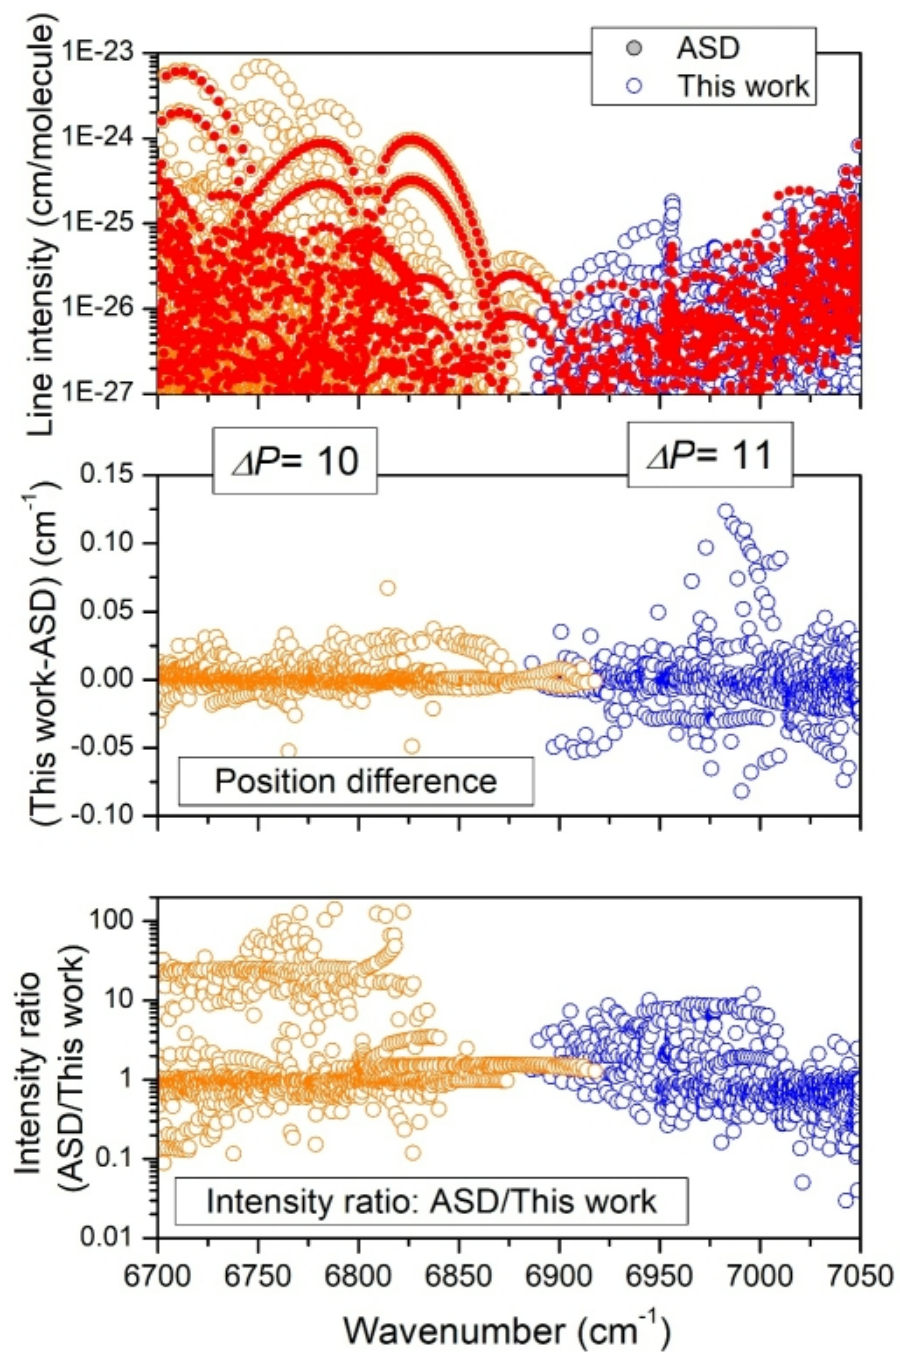 Line intensity (cm/molecule)
1E-23
1E-24
1E-25
1E-26
1E-27
ASD
This work
ΔP= 10
ΔP= 11
(This work-ASD) (cm⁻¹)
0.15
0.10
0.05
0.00
-0.05
-0.10
Position difference
Intensity ratio
(ASD/This work)
100
10
1
0.1
0.01
Intensity ratio: ASD/This work
6700 6750 6800 6850 6900 6950 7000 7050
Wavenumber (cm⁻¹)